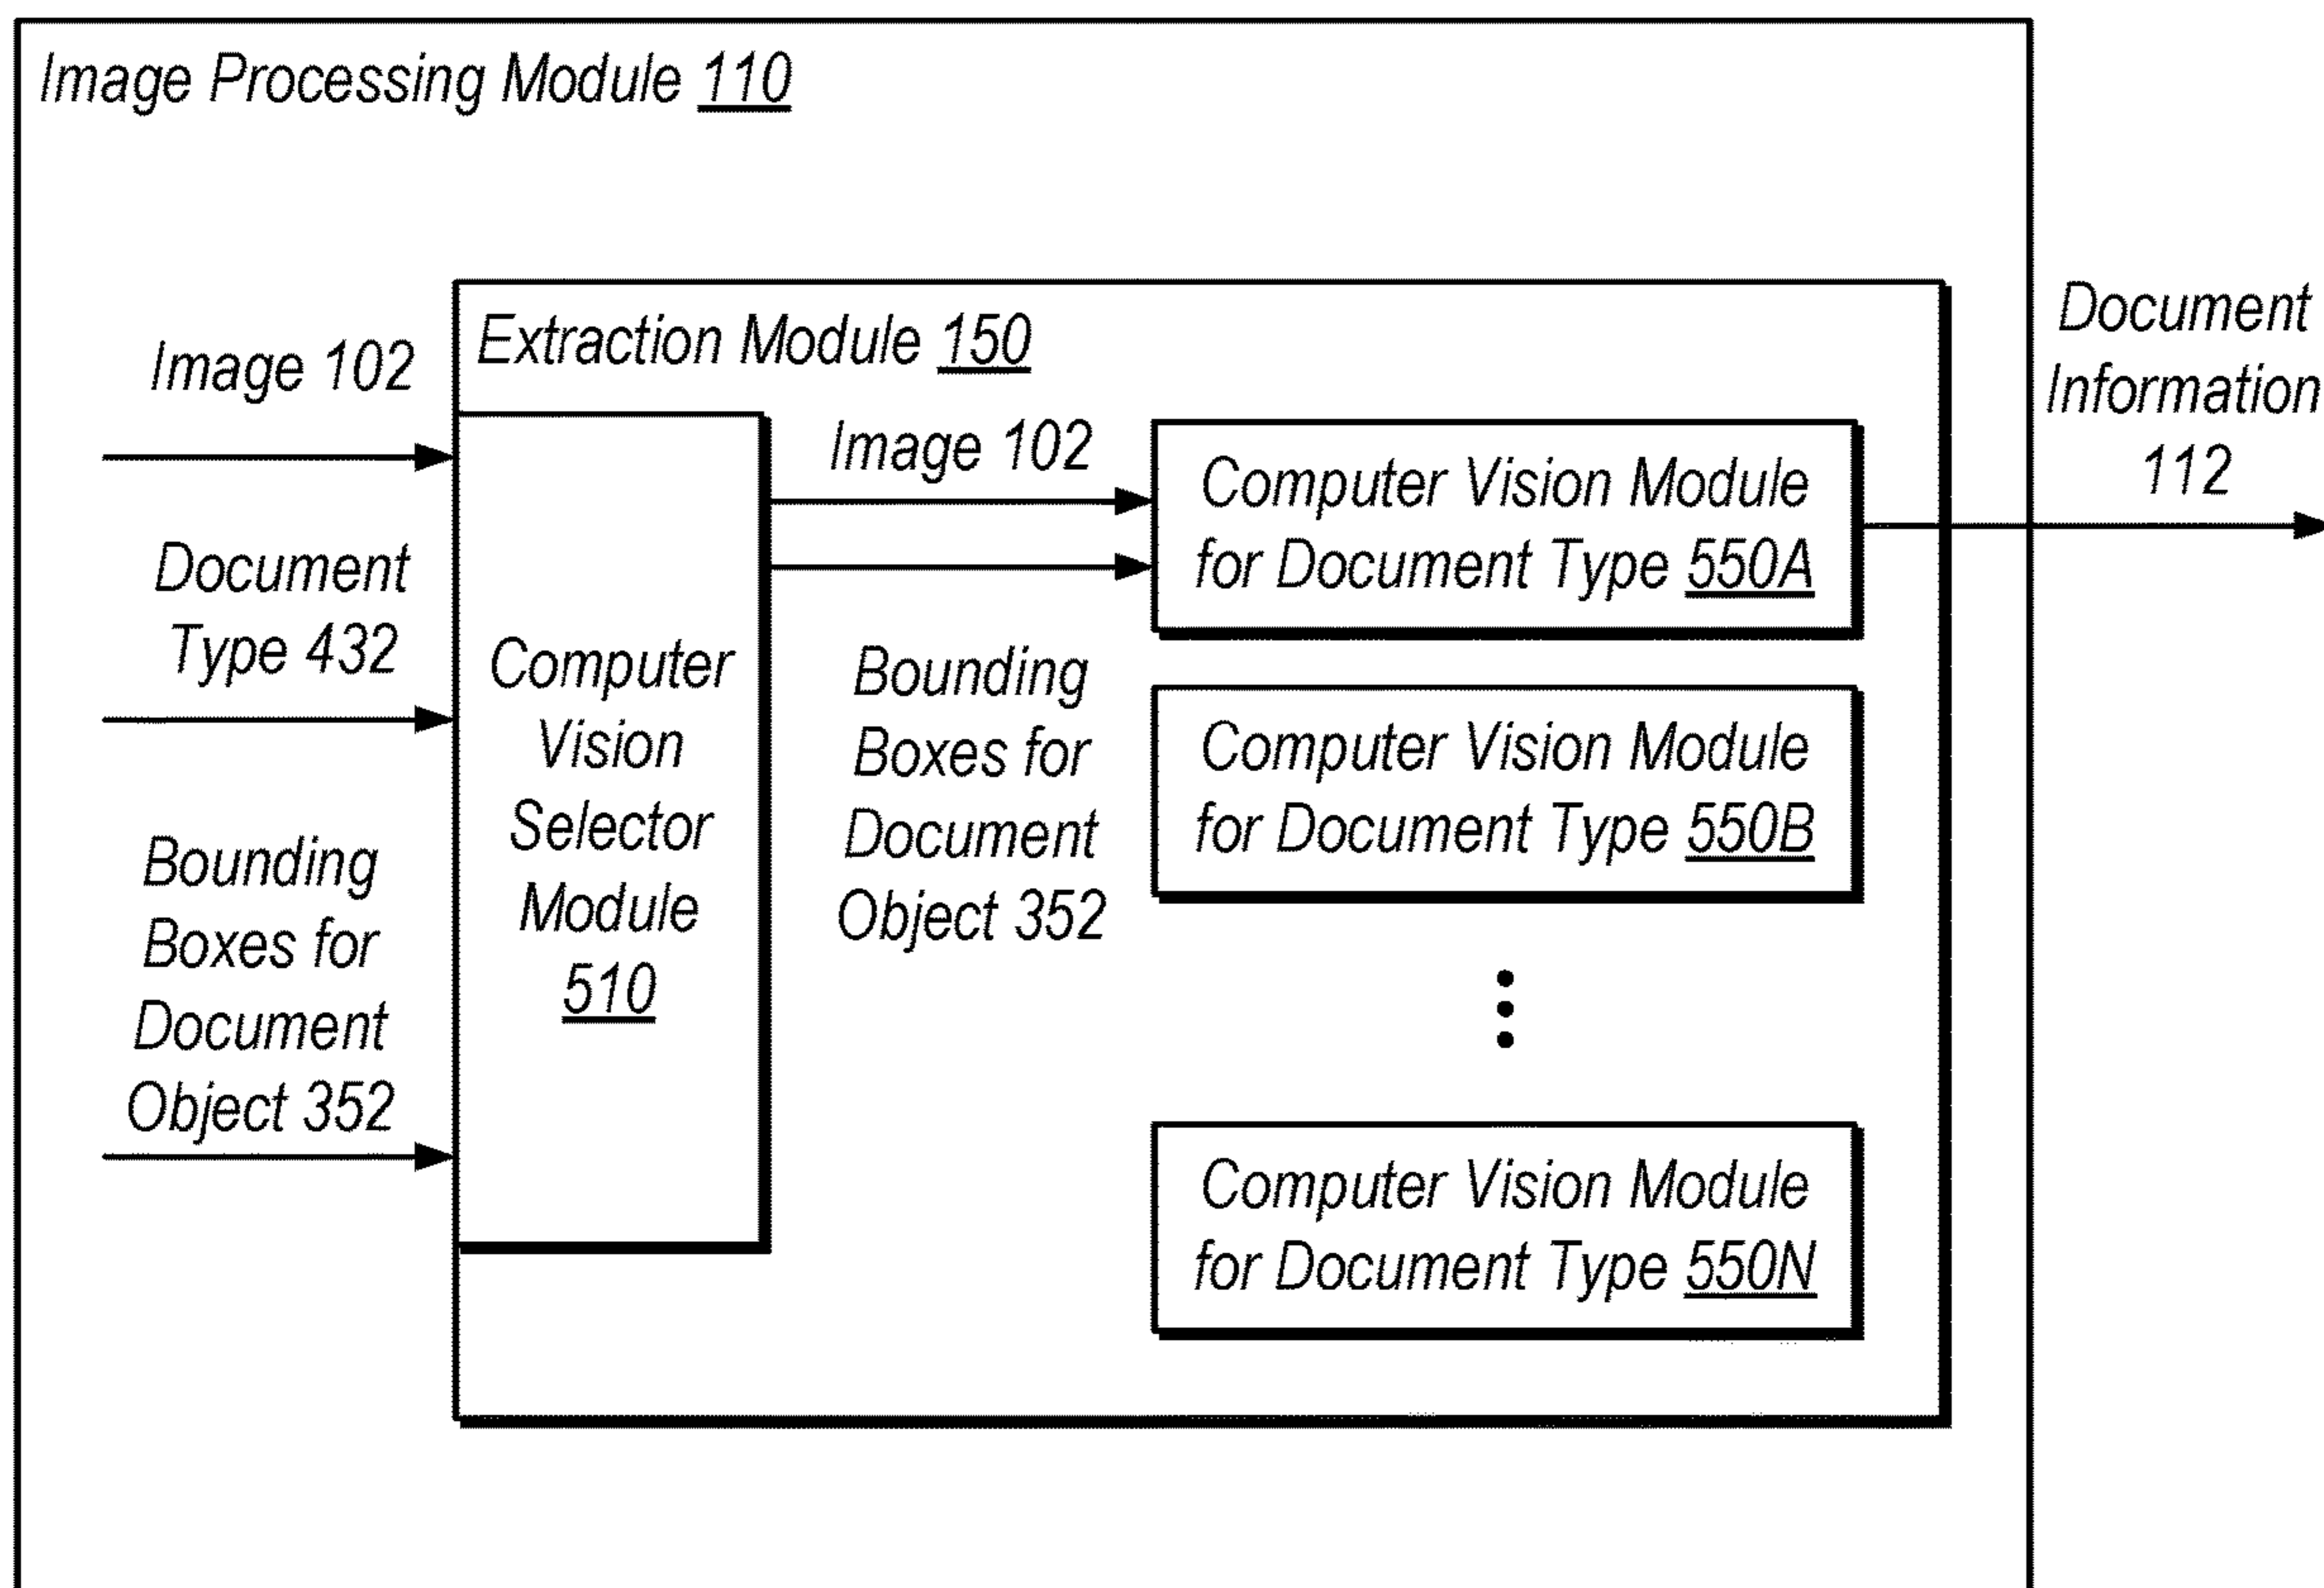 Image Processing Module 110
Image 102
Document
Type 432
Bounding
Boxes for
Document
Object 352
Extraction Module 150
Computer
Vision
Selector
Module
510
Image 102
Bounding
Boxes for
Document
Object 352
Computer Vision Module
for Document Type 550A
Computer Vision Module
for Document Type 550B
Computer Vision Module
for Document Type 550N
Document
Information
112